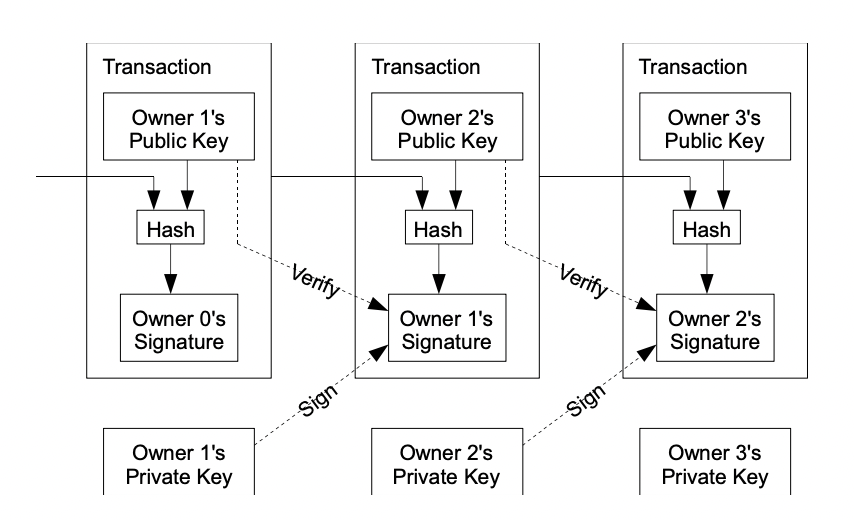 Transaction
Owner 1's
Public Key
Hash
Owner 0's
Signature
Transaction
Owner 2's
Public Key
Hash
Verify
Owner 1's
Signature
Sign
Transaction
Owner 3's
Public Key
Hash
Verify
Owner 2's
Signature
Sign
Owner 1's
Private Key
Owner 2's
Private Key
Owner 3's
Private Key